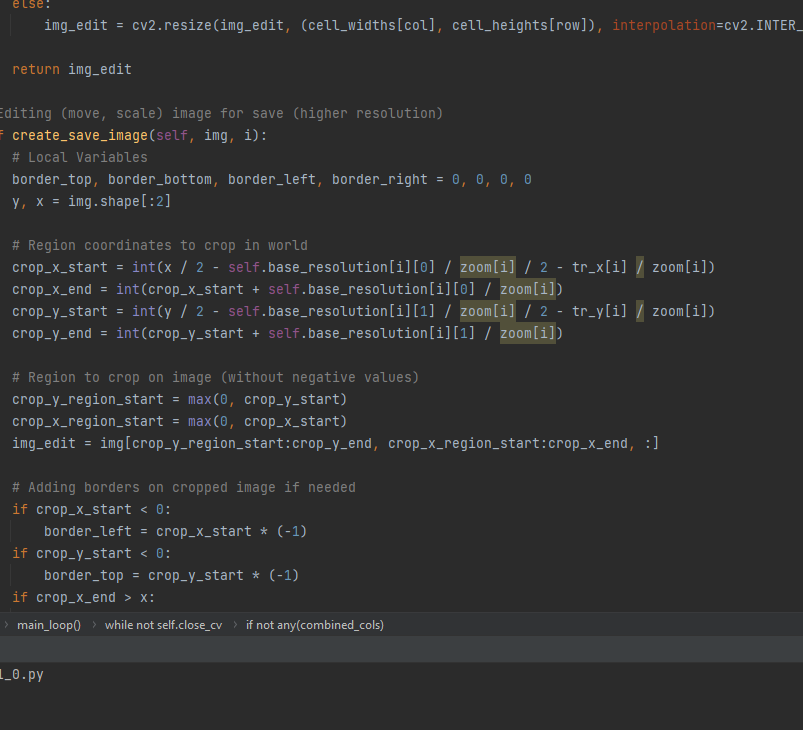 else:
img_edit = cv2.resize(img_edit, (cell_widths[col], cell_heights[row]), interpolation=cv2.INTER_
return img_edit
Editing (move, scale) image for save (higher resolution)
f create_save_image(self, img, i):
# Local Variables
border_top, border_bottom, border_left, border_right = 0, 0, 0, 0
y, x = img.shape[:2]
# Region coordinates to crop in world
crop_x_start = int(x / 2 - self.base_resolution[i][0] / zoom[i] / 2 - tr_x[i] / zoom[i])
crop_x_end = int(crop_x_start + self.base_resolution[i][0] / zoom[i])
crop_y_start = int(y / 2 - self.base_resolution[i][1] / zoom[i] / 2 - tr_y[i] / zoom[i])
crop_y_end = int(crop_y_start + self.base_resolution[i][1] / zoom[i])
# Region to crop on image (without negative values)
crop_y_region_start = max(0, crop_y_start)
crop_x_region_start = max(0, crop_x_start)
img_edit = img[crop_y_region_start:crop_y_end, crop_x_region_start:crop_x_end, :]
# Adding borders on cropped image if needed
if crop_x_start < 0:
border_left = crop_x_start * (-1)
if crop_y_start < 0:
border_top = crop_y_start * (-1)
if crop_x_end > x:
› main_loop() › while not self.close_cv › if not any(combined_cols)
1_0.py